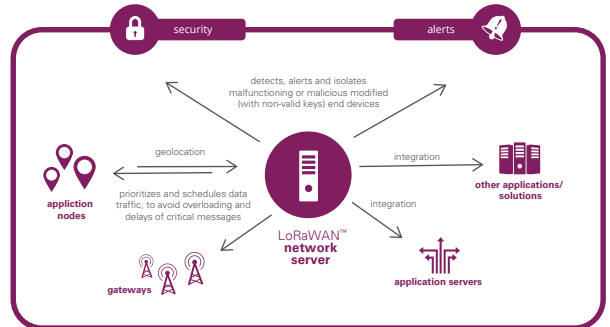 security
alerts
detects, alerts and isolates
malfunctioning or malicious modified
(with non-valid keys) end devices
geolocation
integration
appliction
nodes
prioritizes and schedules data
traffic, to avoid overloading and
delays of critical messages
other applications/
solutions
integration
LoRaWAN™
network
server
gateways
application servers